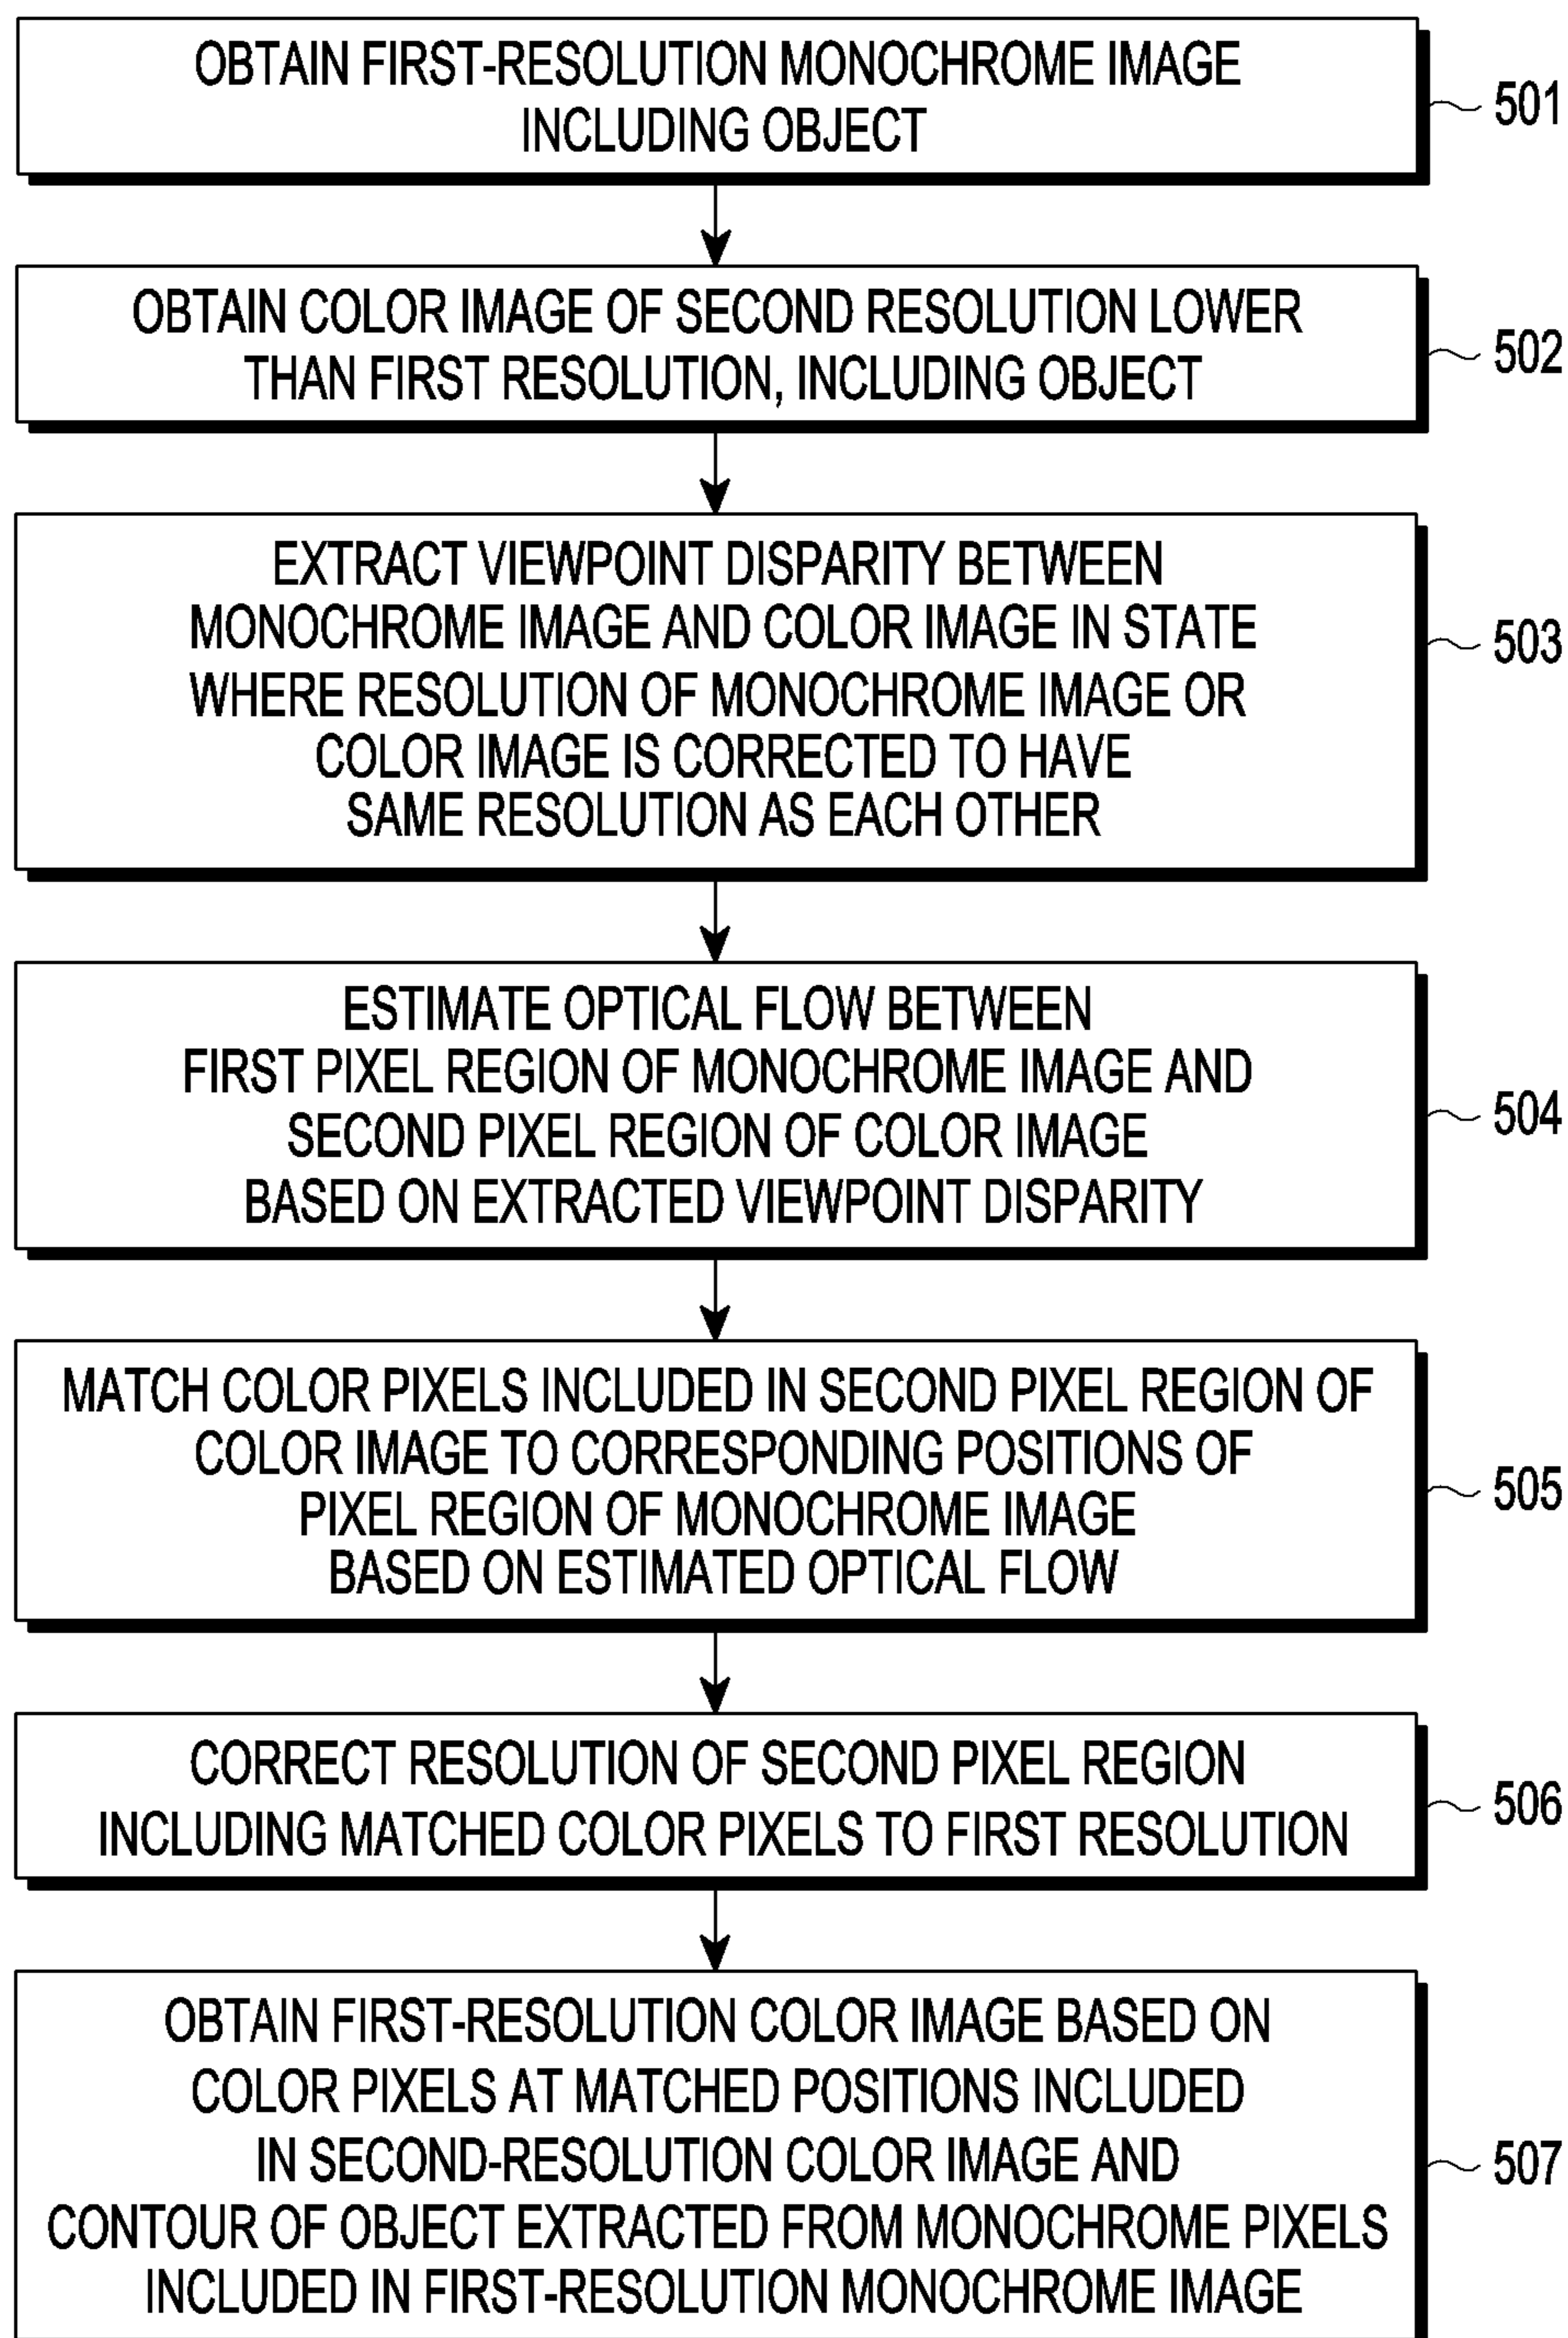 OBTAIN FIRST-RESOLUTION MONOCHROME IMAGE
INCLUDING OBJECT
501
OBTAIN COLOR IMAGE OF SECOND RESOLUTION LOWER
THAN FIRST RESOLUTION, INCLUDING OBJECT
502
EXTRACT VIEWPOINT DISPARITY BETWEEN
MONOCHROME IMAGE AND COLOR IMAGE IN STATE
WHERE RESOLUTION OF MONOCHROME IMAGE OR
COLOR IMAGE IS CORRECTED TO HAVE
SAME RESOLUTION AS EACH OTHER
503
ESTIMATE OPTICAL FLOW BETWEEN
FIRST PIXEL REGION OF MONOCHROME IMAGE AND
SECOND PIXEL REGION OF COLOR IMAGE
BASED ON EXTRACTED VIEWPOINT DISPARITY
504
MATCH COLOR PIXELS INCLUDED IN SECOND PIXEL REGION OF
COLOR IMAGE TO CORRESPONDING POSITIONS OF
PIXEL REGION OF MONOCHROME IMAGE
BASED ON ESTIMATED OPTICAL FLOW
505
CORRECT RESOLUTION OF SECOND PIXEL REGION
INCLUDING MATCHED COLOR PIXELS TO FIRST RESOLUTION
506
OBTAIN FIRST-RESOLUTION COLOR IMAGE BASED ON
COLOR PIXELS AT MATCHED POSITIONS INCLUDED
IN SECOND-RESOLUTION COLOR IMAGE AND
CONTOUR OF OBJECT EXTRACTED FROM MONOCHROME PIXELS
INCLUDED IN FIRST-RESOLUTION MONOCHROME IMAGE
507